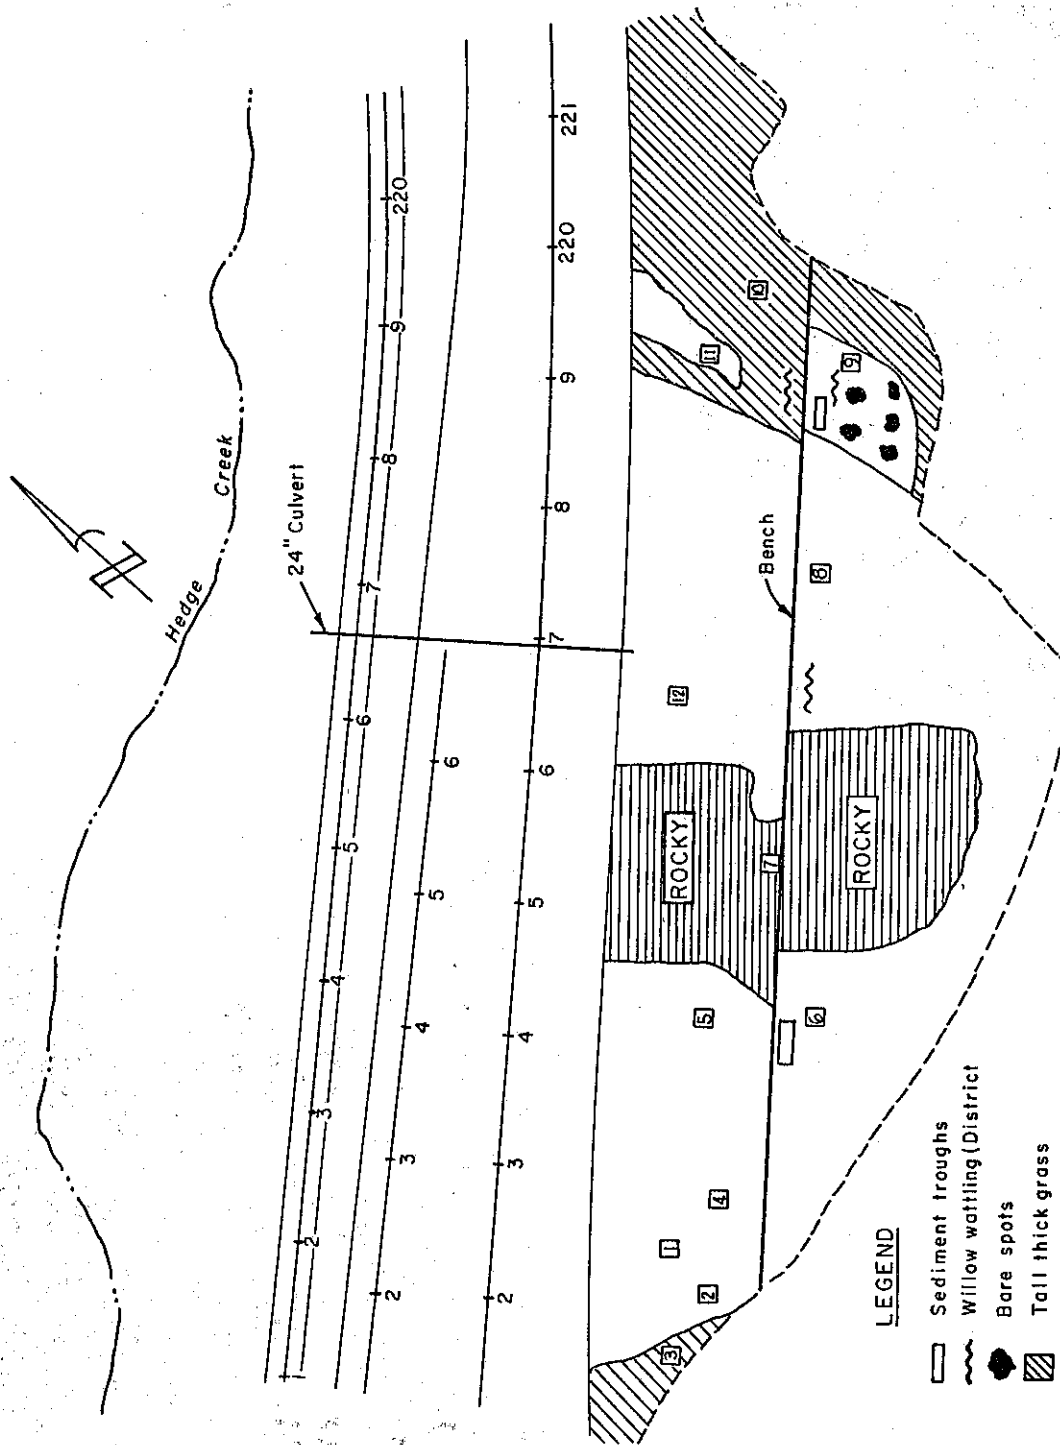 Hedge Creek
24" Culvert
1 2 3 4 5 6 7 8 9 220
2 3 4 5 6
2 3 4 5 6 7 8 9 220 221
Bench
ROCKY
ROCKY
1
2
3
4
5
6
7
8
9
10
11
12
LEGEND
Sediment troughs
Willow wattling (District
Bare spots
Tall thick grass